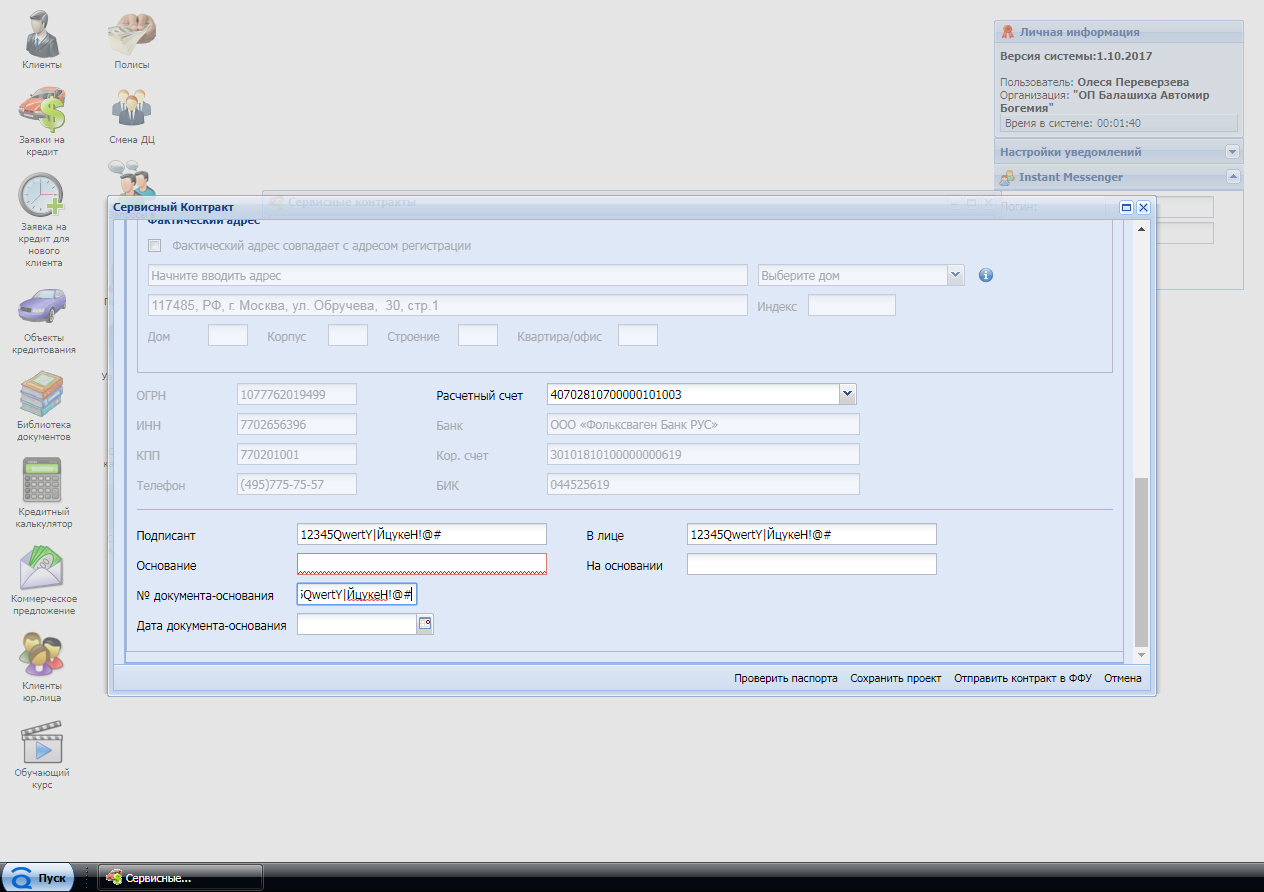 Клиенты
Полисы
Заявки на
кредит
Смена ДЦ
Заявка на
кредит для
нового
клиента
Объекты
кредитования
Библиотека
документов
Кредитный
калькулятор
Коммерческое
предложение
Клиенты
юр.лица
Обучающий
курс
Личная информация
Версия системы:1.10.2017
Пользователь: Олеся Переверзева
Организация: "ОП Балашиха Автомир
Богемия"
Время в системе: 00:01:40
Настройки уведомлений
Instant Messenger
Логин:
Сервисные контракты
Сервисный Контракт
Фактический адрес
Фактический адрес совпадает с адресом регистрации
Начните вводить адрес Выберите дом
117485, РФ, г. Москва, ул. Обручева, 30, стр.1 Индекс
Дом Корпус Строение Квартира/офис
ОГРН 1077762019499 Расчетный счет 40702810700000101003
ИНН 7702656396 Банк ООО «Фольксваген Банк РУС»
КПП 770201001 Кор. счет 30101810100000000619
Телефон (495)775-75-57 БИК 044525619
Подписант 12345QwertY|ЙцукеН!@# В лице 12345QwertY|ЙцукеН!@#
Основание На основании
№ документа-основания QwertY|ЙцукеН!@#
Дата документа-основания
Проверить паспорта Сохранить проект Отправить контракт в ФФУ Отмена
Пуск Сервисные...